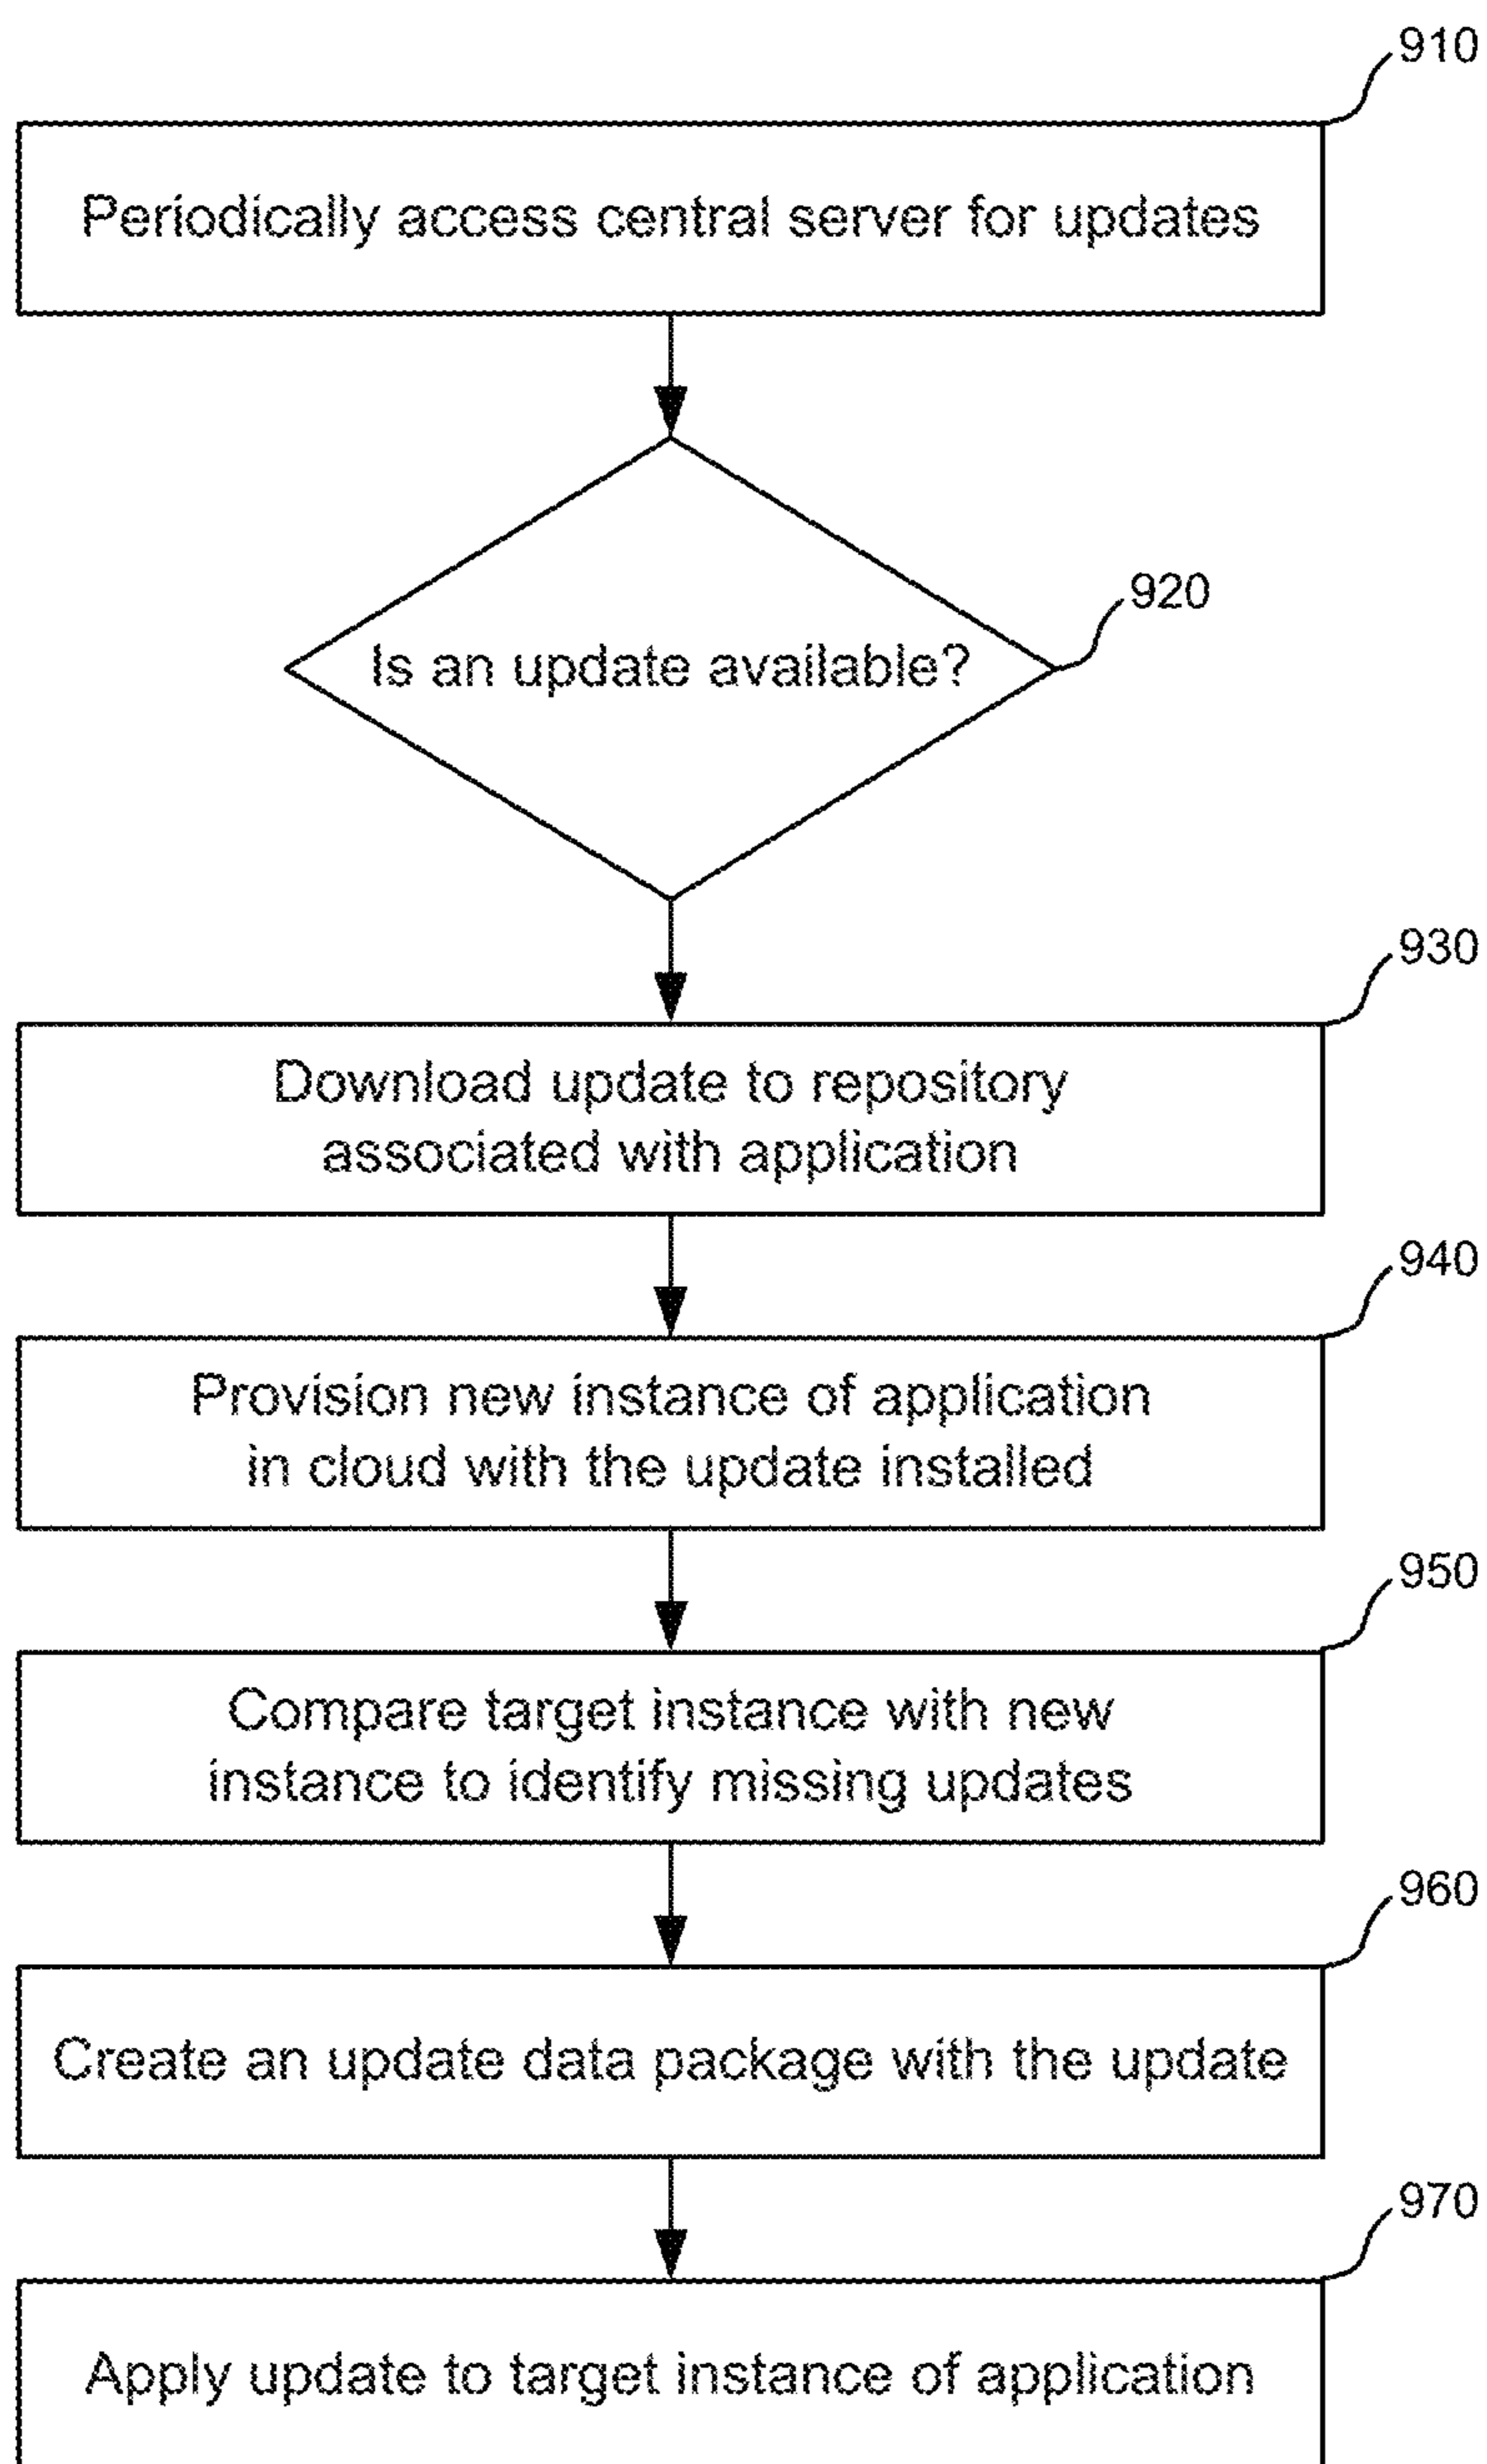 910
Periodically access central server for updates
920
Is an update available?
930
Download update to repository
associated with application
940
Provision new instance of application
in cloud with the update installed
950
Compare target instance with new
instance to identify missing updates
960
Create an update data package with the update
970
Apply update to target instance of application